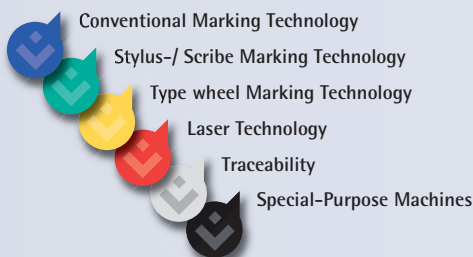 Conventional Marking Technology
Stylus-/ Scribe Marking Technology
Type wheel Marking Technology
Laser Technology
Traceability
Special-Purpose Machines